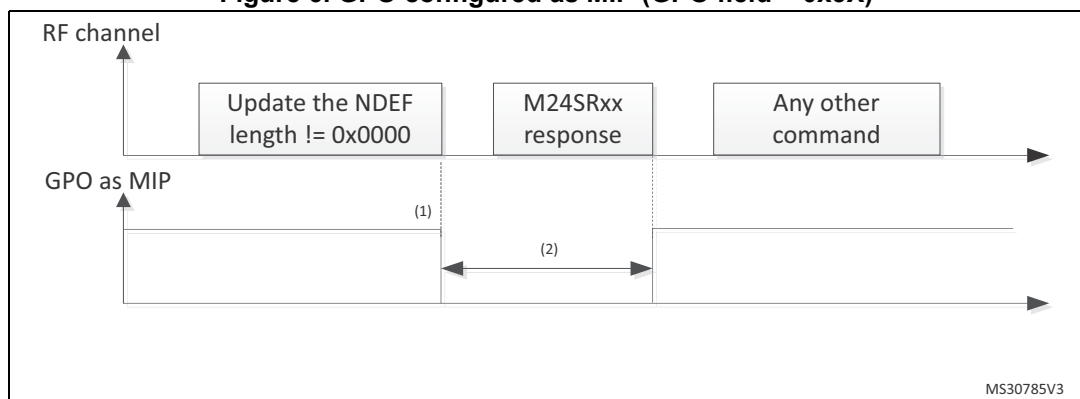 RF channel
Update the NDEF
length != 0x0000
M24SRxx
response
Any other
command
GPO as MIP
(1)
(2)
MS30785V3